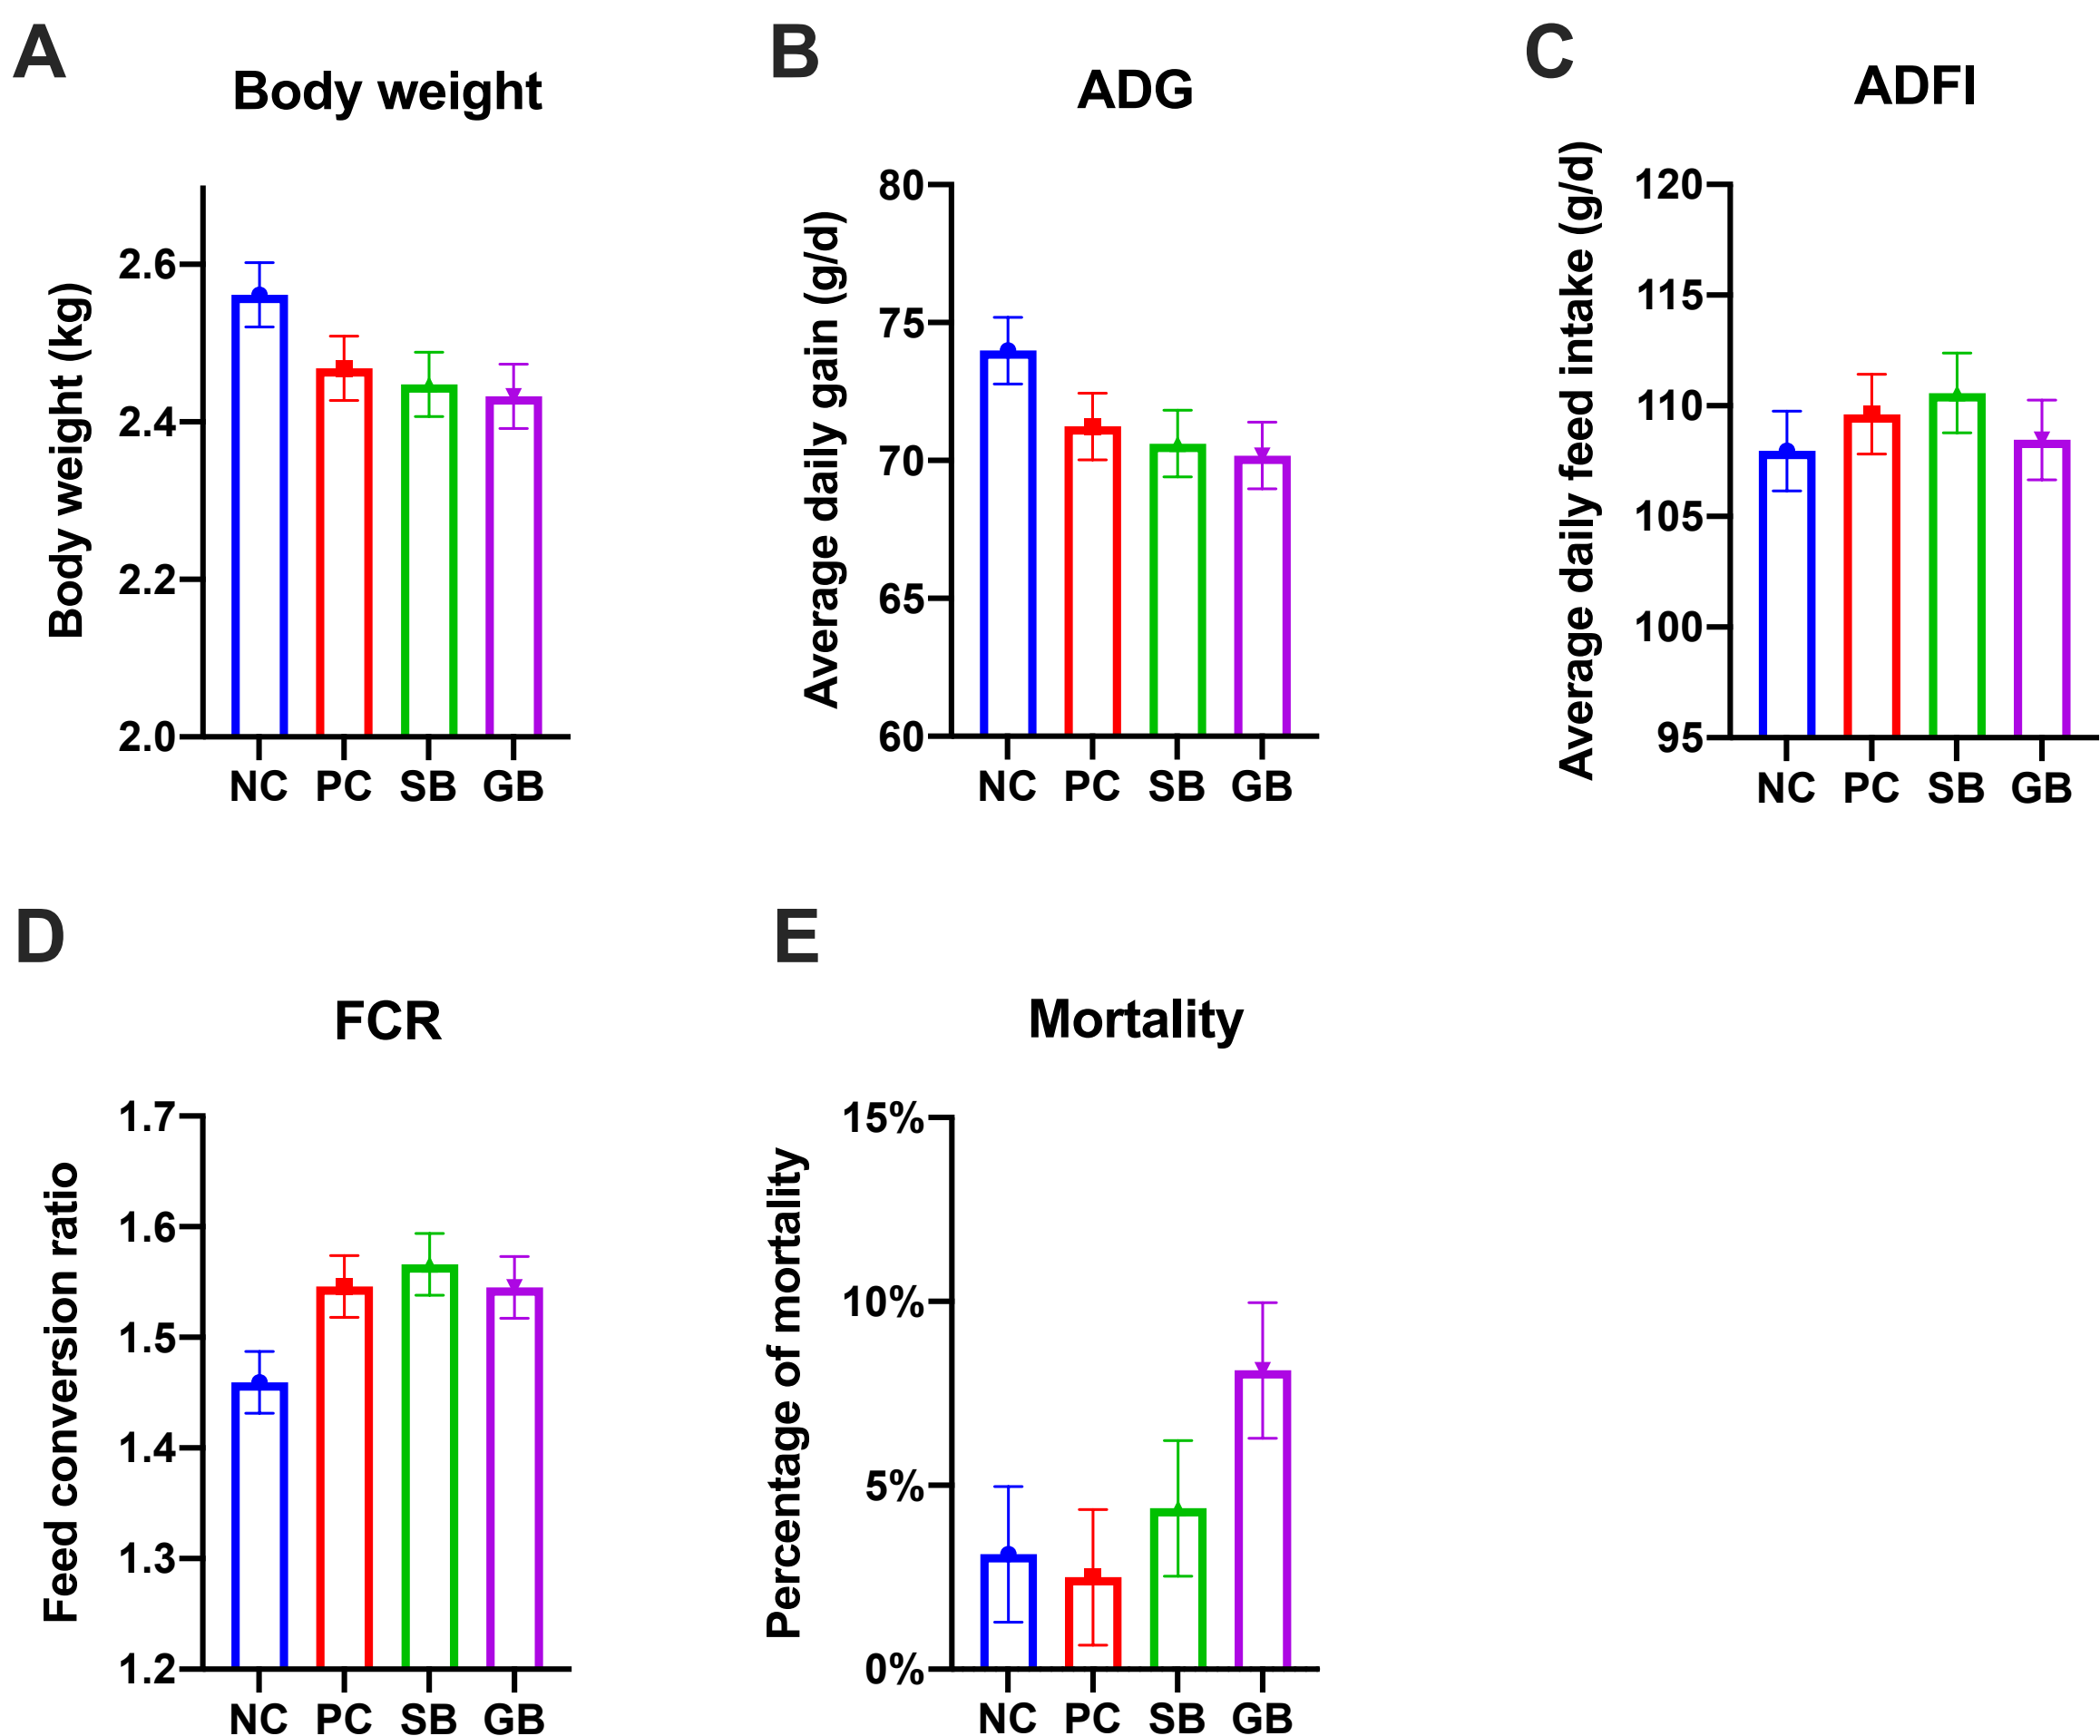 A
Body weight
Body weight (kg)
2.6
2.4
2.2
2.0
NC PC SB GB
B
ADG
Average daily gain (g/d)
80
75
70
65
60
NC PC SB GB
C
ADFI
Average daily feed intake (g/d)
120
115
110
105
100
95
NC PC SB GB
D
FCR
Feed conversion ratio
1.7
1.6
1.5
1.4
1.3
1.2
NC PC SB GB
E
Mortality
Percentage of mortality
15%
10%
5%
0%
NC PC SB GB